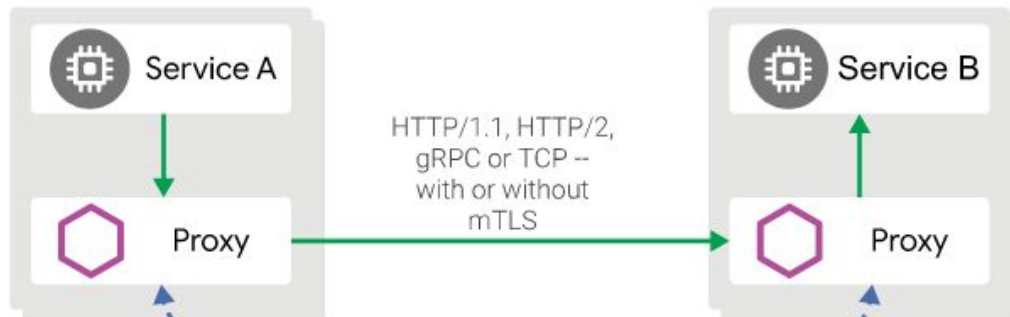 Service A
Service B
HTTP/1.1, HTTP/2,
gRPC or TCP --
with or without
mTLS
Proxy
Proxy